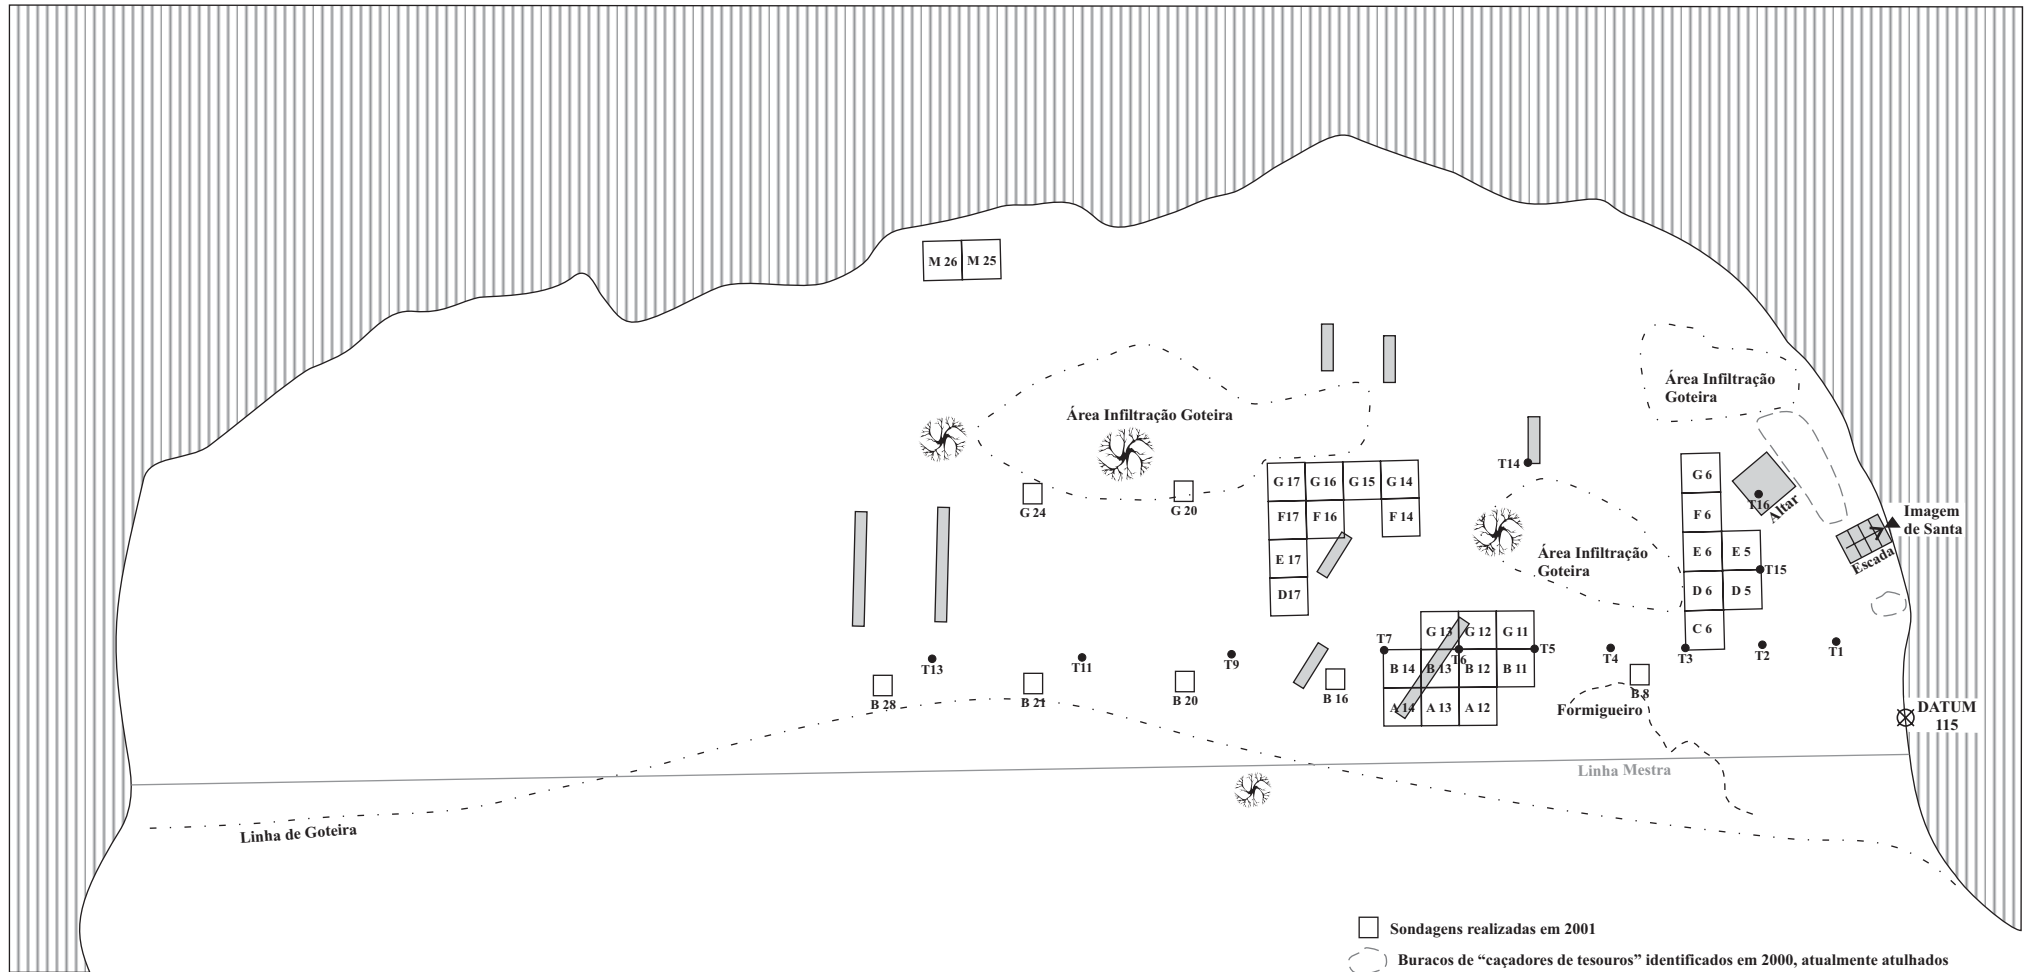 M 26
M 25
Área Infiltração
Goteira
Área Infiltração Goteira
T14
G 17
G 16
G 15
G 14
G 6
T16
Altar
G 24
G 20
F17
F 16
F 14
F 6
Imagem
de Santa
Área Infiltração
Goteira
E 17
E 6
E 5
Escada
T15
D17
D 6
D 5
G 13
G 12
G 11
C 6
T7
T13
T11
T9
T6
T5
T4
T3
T2
T1
B 14
B 13
B 12
B 11
B 28
B 21
B 20
B 16
B 8
A 14
A 13
A 12
Formigueiro
DATUM
115
Linha Mestra
Linha de Goteira
Sondagens realizadas em 2001
Buracos de “caçadores de tesouros” identificados em 2000, atualmente atulhados